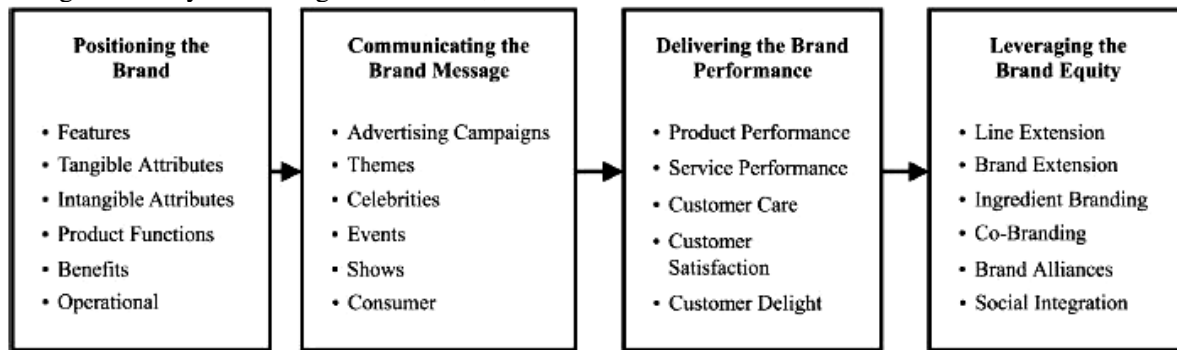 Positioning the
Brand
• Features
• Tangible Attributes
• Intangible Attributes
• Product Functions
• Benefits
• Operational
Communicating the
Brand Message
• Advertising Campaigns
• Themes
• Celebrities
• Events
• Shows
• Consumer
Delivering the Brand
Performance
• Product Performance
• Service Performance
• Customer Care
• Customer
Satisfaction
• Customer Delight
Leveraging the
Brand Equity
• Line Extension
• Brand Extension
• Ingredient Branding
• Co-Branding
• Brand Alliances
• Social Integration